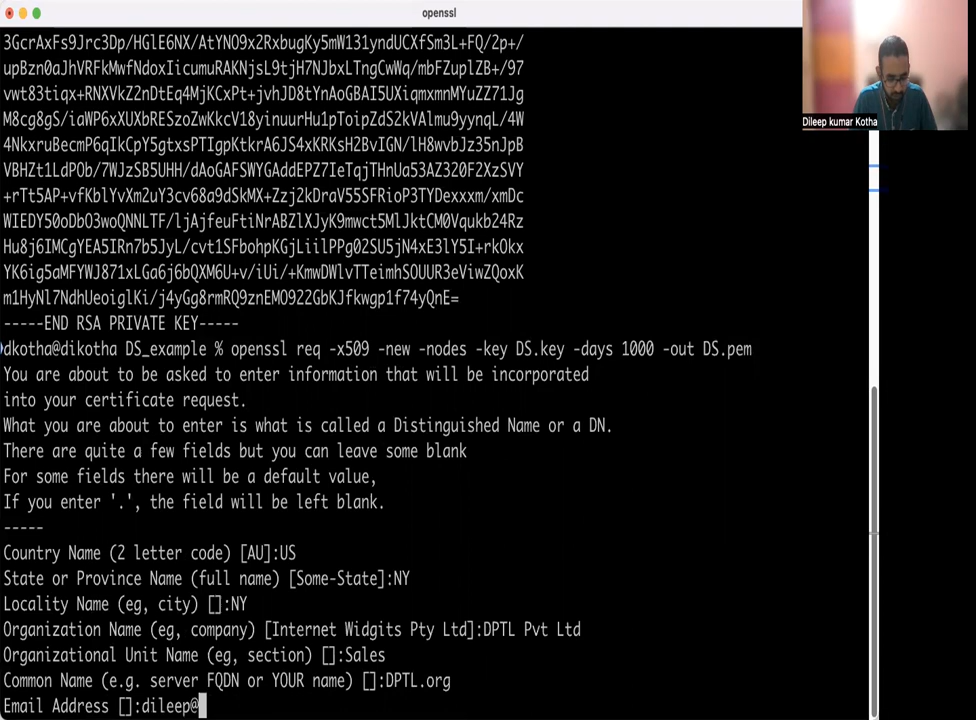 openssl
3GcrAxFs9Jrc3Dp/HGlE6NX/AtYNO9x2RxbugKy5mW131yndUCXfSm3L+FQ/2p+/
upBzn0aJhVRFkMwfNdoxIicumuRAKNjsL9tjH7NJbxLTngCwWq/mbFZuplZB+/97
vwt83tiqx+RNXVkZ2nDtEq4MjKCxPt+jvhJD8tYnAoGBAI5UXiqmxmnMYuZZ71Jg
M8cg8gS/iaWP6xXUXbRESzoZwKkcV18yinuurHu1pToipZdS2kVAlmu9yynqL/4W
4NkxruBecmP6qIkCpY5gtxsPTIgpKtkrA6JS4xKRKsH2BvIGN/lH8wvbJz35nJpB
VBHZt1LdPOb/7WJzSB5UHH/dAoGAFSWYGAddEPZ7IeTqjTHnUq53AZ320F2XzSVY
+rTt5AP+vfKblYvXm2uY3cv68a9dSkMX+Zzj2kDraV55SFRioP3TYDexxxm/xmDc
WIEDY50oDbO3woQNNLTF/ljAjfeuFtiNrABZlXJyK9mwct5MlJktCM0Vqukb24Rz
Hu8j6IMCgYEA5IRn7b5JyL/cvt1SFbohpKGjLiilPPg02SU5jN4xE3lY5I+rkOkx
YK6ig5aMFYWJ871xLGa6j6bQXM6U+v/iUi/+KmwDWlvTTeimhSOUUR3eViwZQoxK
m1HyNl7NdhUeoiglKi/j4yGg8rmRQ9znEMO922GbKJfkwgp1f74yQnE=
-----END RSA PRIVATE KEY-----
dkotha@dikotha DS_example % openssl req -x509 -new -nodes -key DS.key -days 1000 -out DS.pem
You are about to be asked to enter information that will be incorporated
into your certificate request.
What you are about to enter is what is called a Distinguished Name or a DN.
There are quite a few fields but you can leave some blank
For some fields there will be a default value,
If you enter '.', the field will be left blank.
-----
Country Name (2 letter code) [AU]:US
State or Province Name (full name) [Some-State]:NY
Locality Name (eg, city) []:NY
Organization Name (eg, company) [Internet Widgits Pty Ltd]:DPTL Pvt Ltd
Organizational Unit Name (eg, section) []:Sales
Common Name (e.g. server FQDN or YOUR name) []:DPTL.org
Email Address []:dileep@
Dileep kumar Kotha